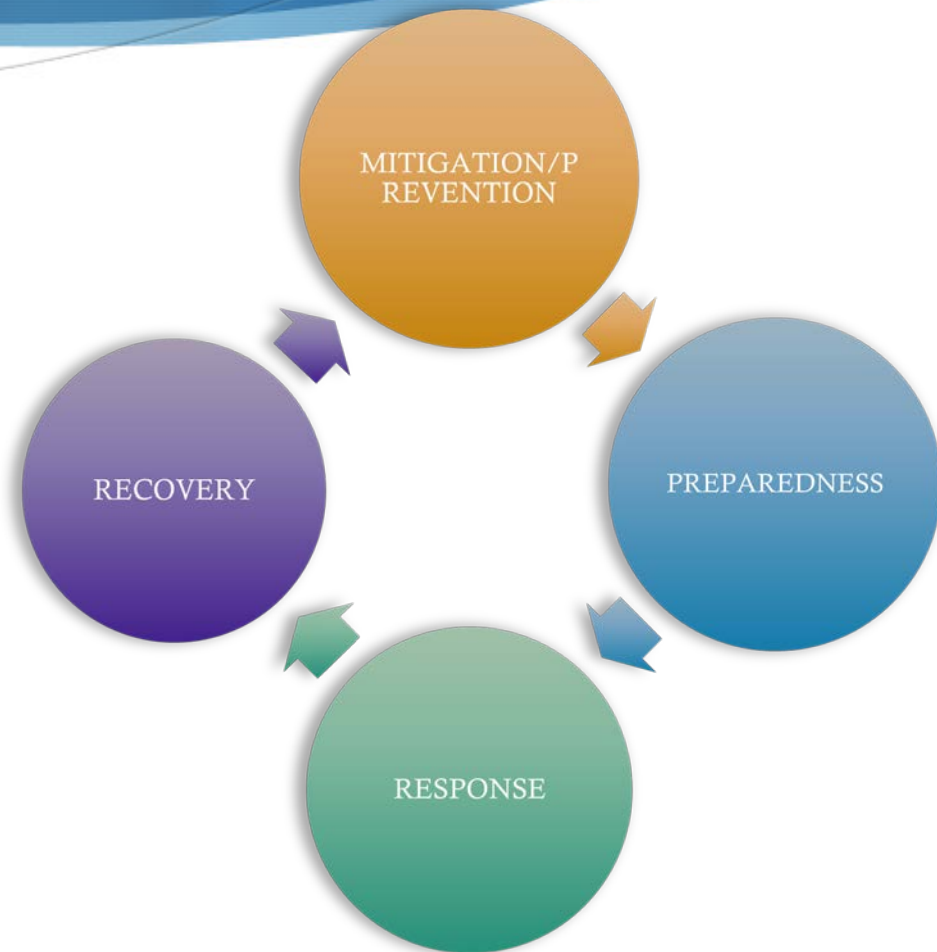 MITIGATION/P
REVENTION
PREPAREDNESS
RECOVERY
RESPONSE